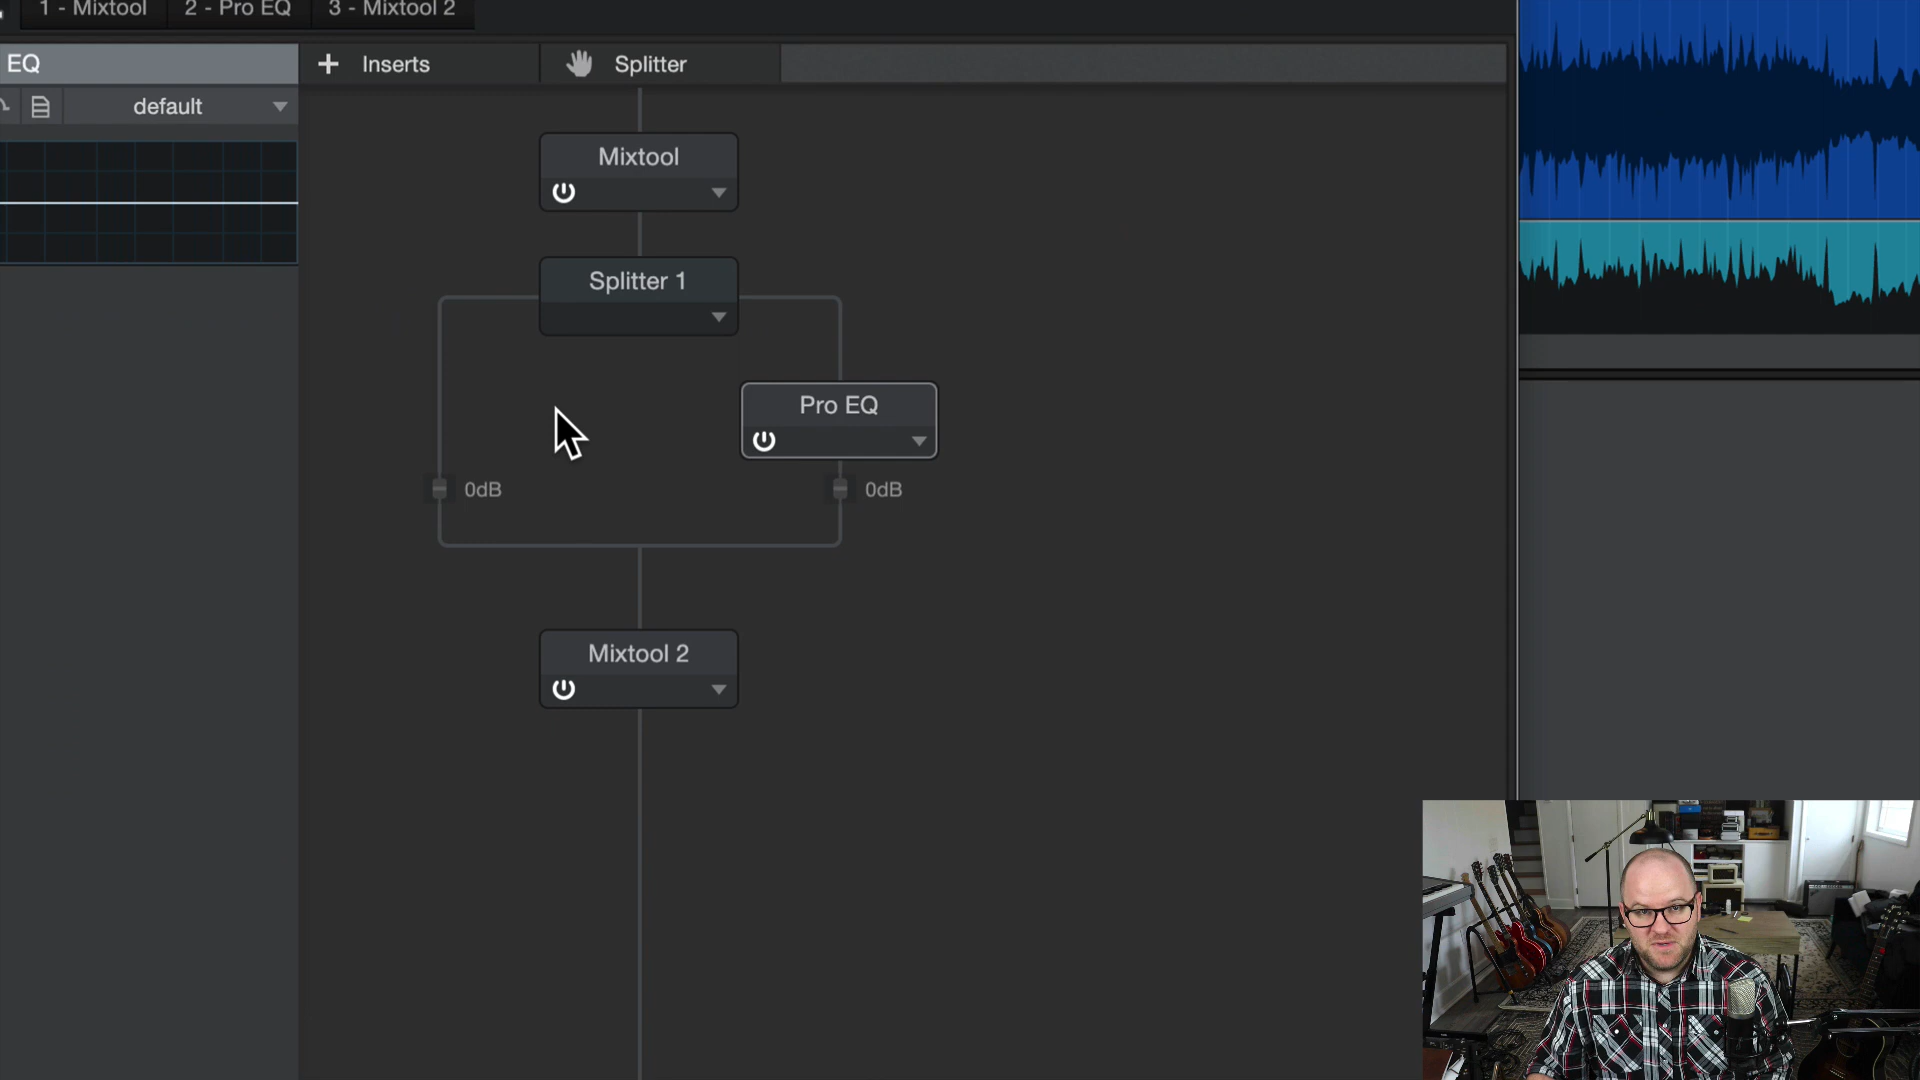 1 - Mixtool 2 - Pro EQ 3 - Mixtool 2
EQ
Inserts
Splitter
default
Mixtool
Splitter 1
Pro EQ
0dB
0dB
Mixtool 2